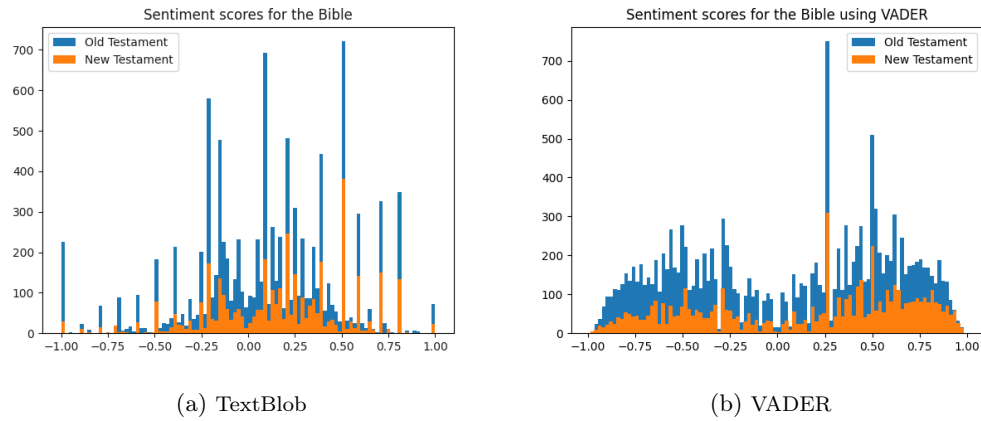 Sentiment scores for the Bible
700
600
500
400
300
200
100
0
−1.00 −0.75 −0.50 −0.25 0.00 0.25 0.50 0.75 1.00
Old Testament
New Testament
(a) TextBlob
Sentiment scores for the Bible using VADER
700
600
500
400
300
200
100
0
−1.00 −0.75 −0.50 −0.25 0.00 0.25 0.50 0.75 1.00
Old Testament
New Testament
(b) VADER